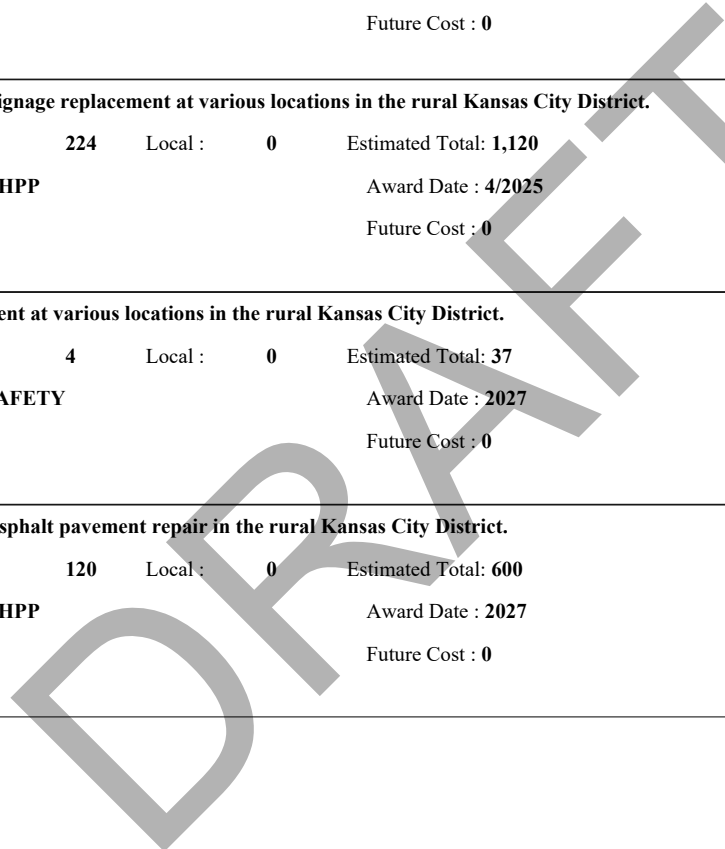 Future Cost : 0
ignage replacement at various locations in the rural Kansas City District.
224 Local : 0 Estimated Total: 1,120
HPP Award Date : 4/2025
Future Cost : 0
ent at various locations in the rural Kansas City District.
4 Local : 0 Estimated Total: 37
AFETY Award Date : 2027
Future Cost : 0
sphalt pavement repair in the rural Kansas City District.
120 Local : 0 Estimated Total: 600
HPP Award Date : 2027
Future Cost : 0
DRAFT